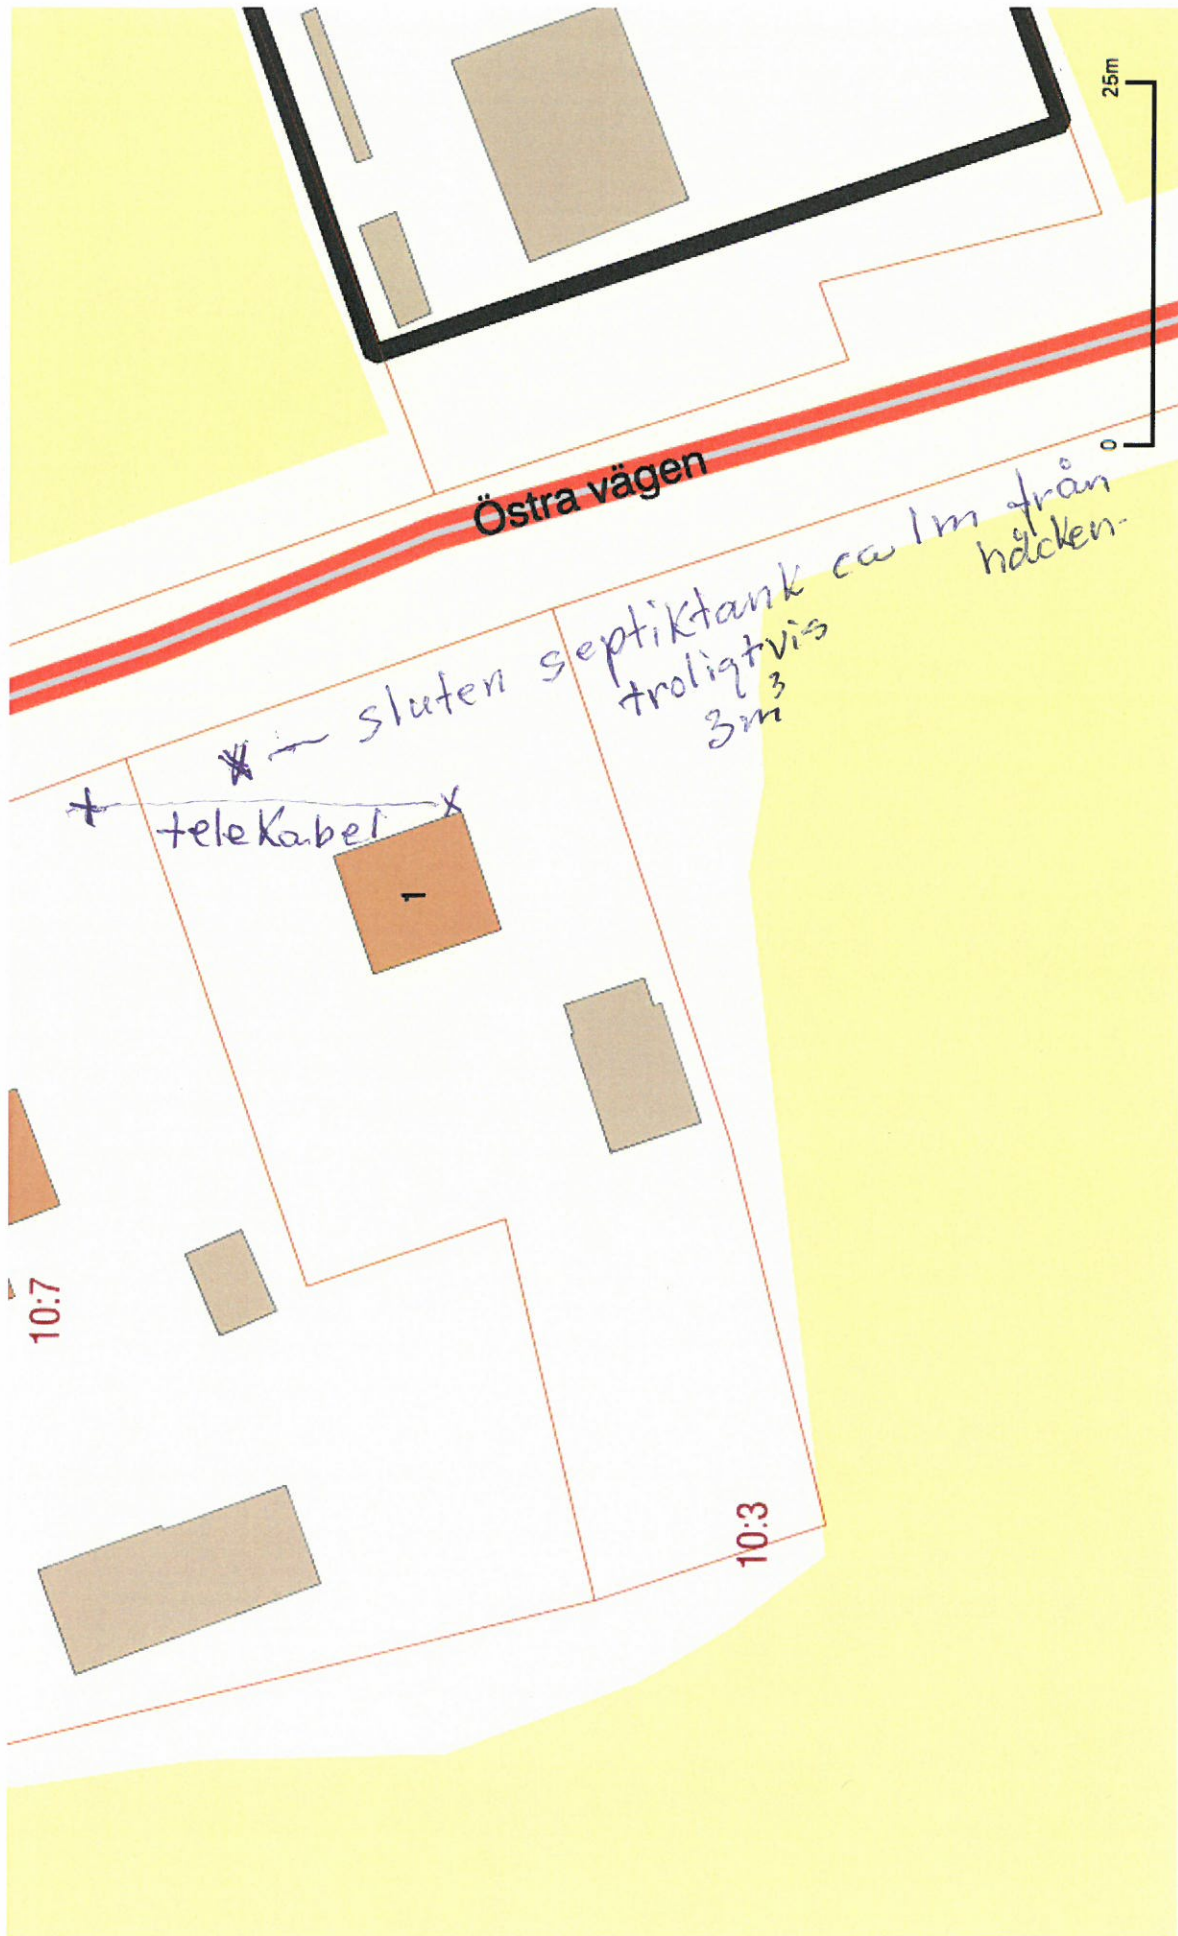 25m
0
Östra vägen
sluten septiktank ca 1m från
häcken-
troligtvis
3m³
telekabel
1
10:7
10:3